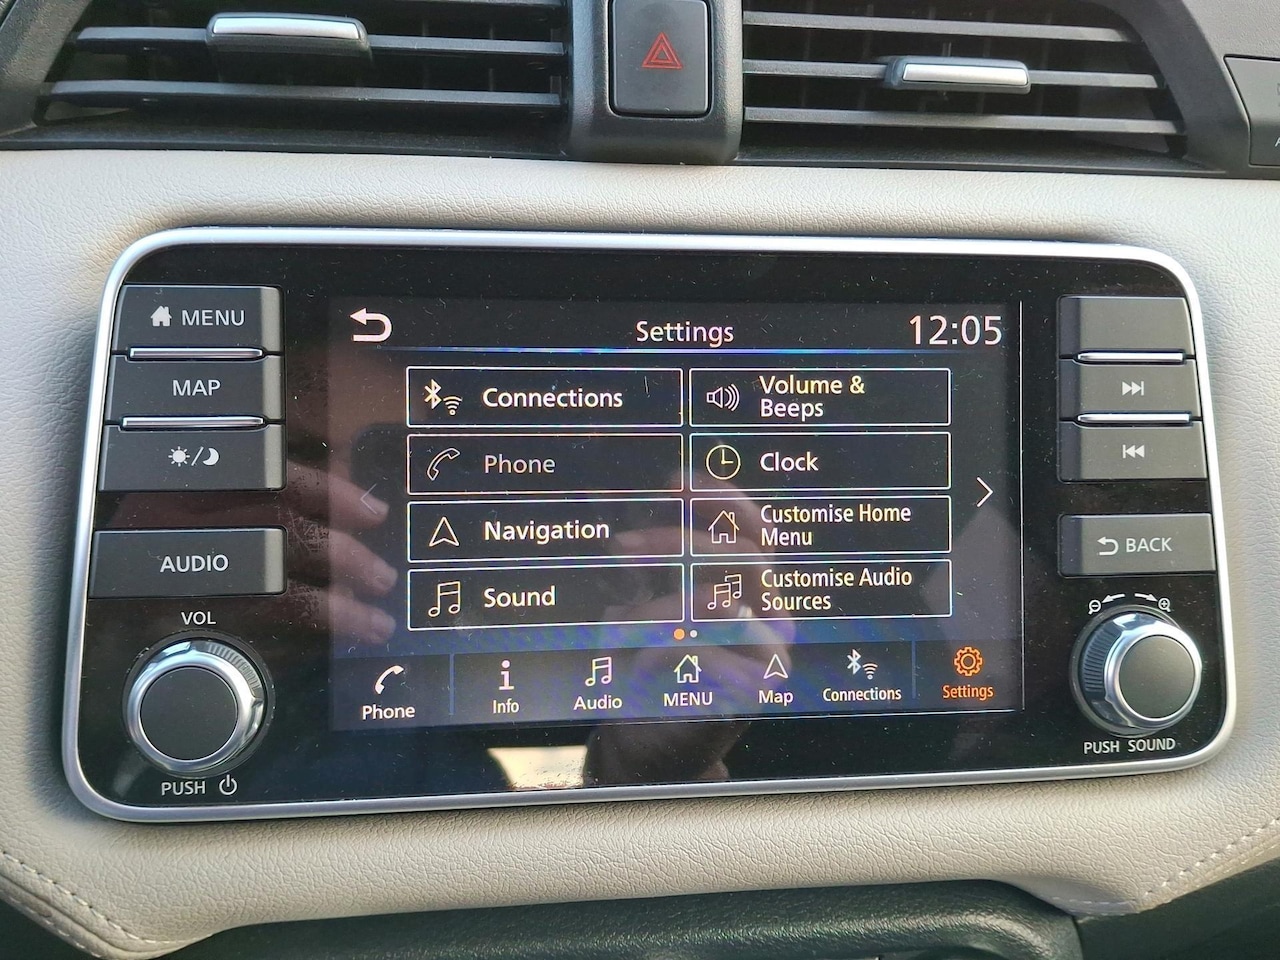 MENU
MAP
AUDIO
VOL
PUSH
Settings
12:05
Connections
Volume &
Beeps
Phone
Clock
Navigation
Customise Home
Menu
Sound
Customise Audio
Sources
Phone
Info
Audio
MENU
Map
Connections
Settings
BACK
PUSH SOUND